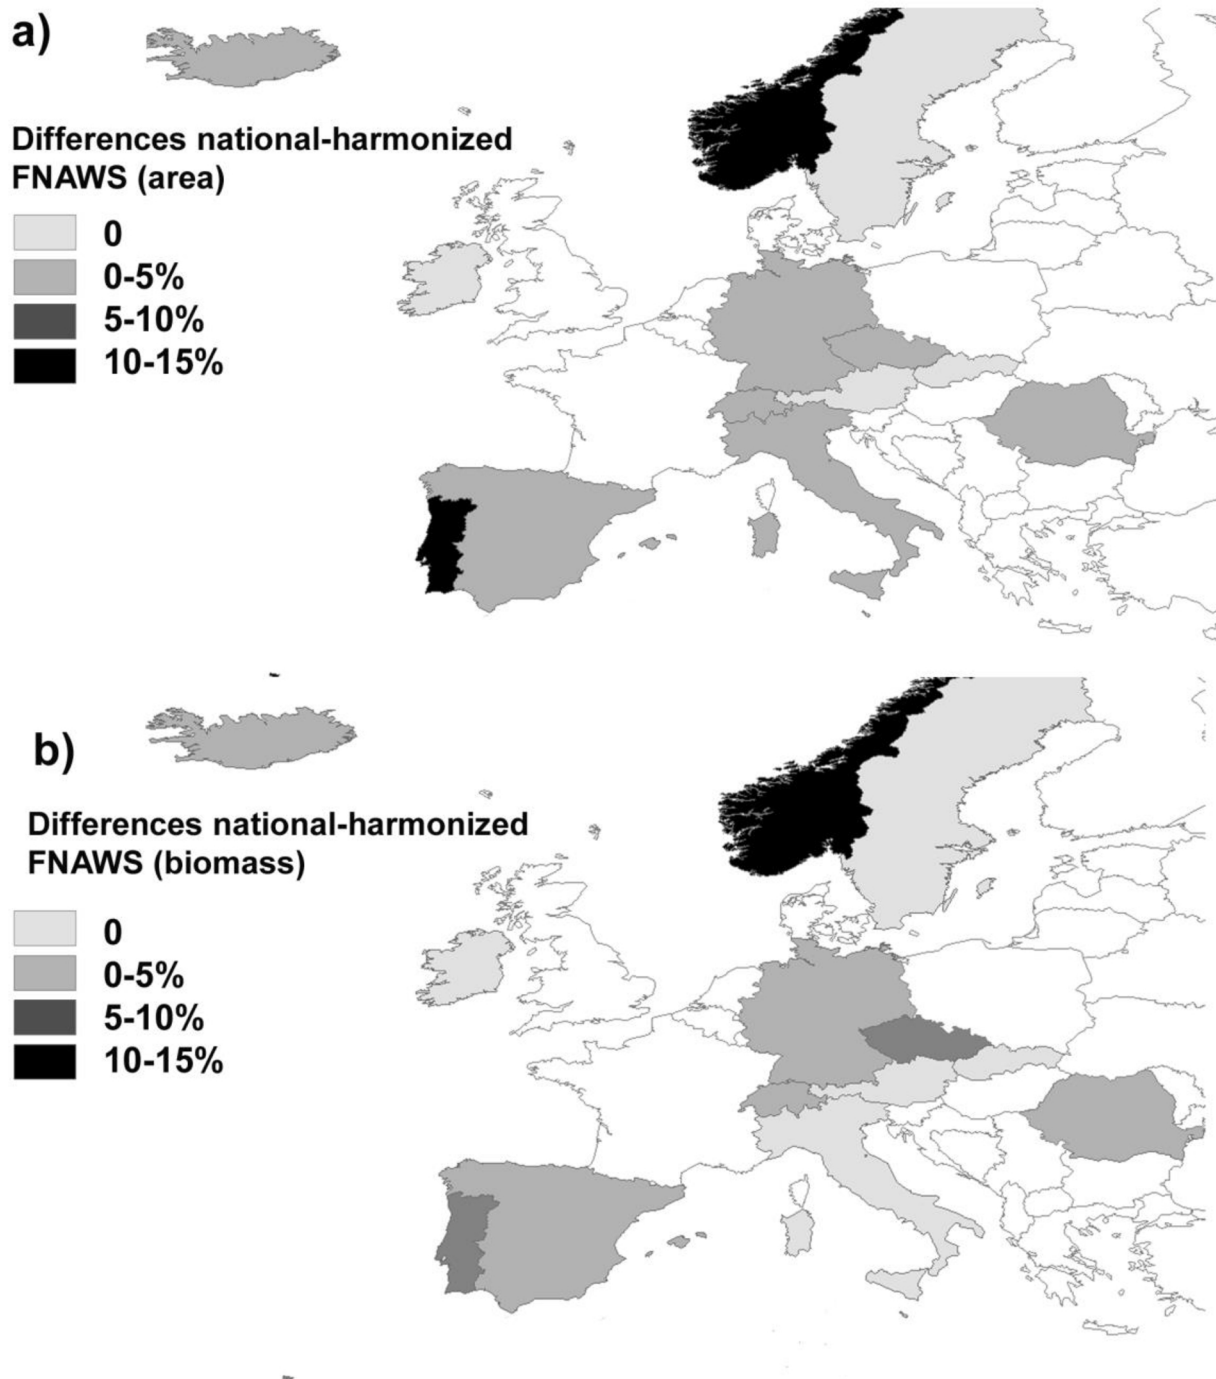 a)
Differences national-harmonized
FNAWS (area)
0
0-5%
5-10%
10-15%
b)
Differences national-harmonized
FNAWS (biomass)
0
0-5%
5-10%
10-15%